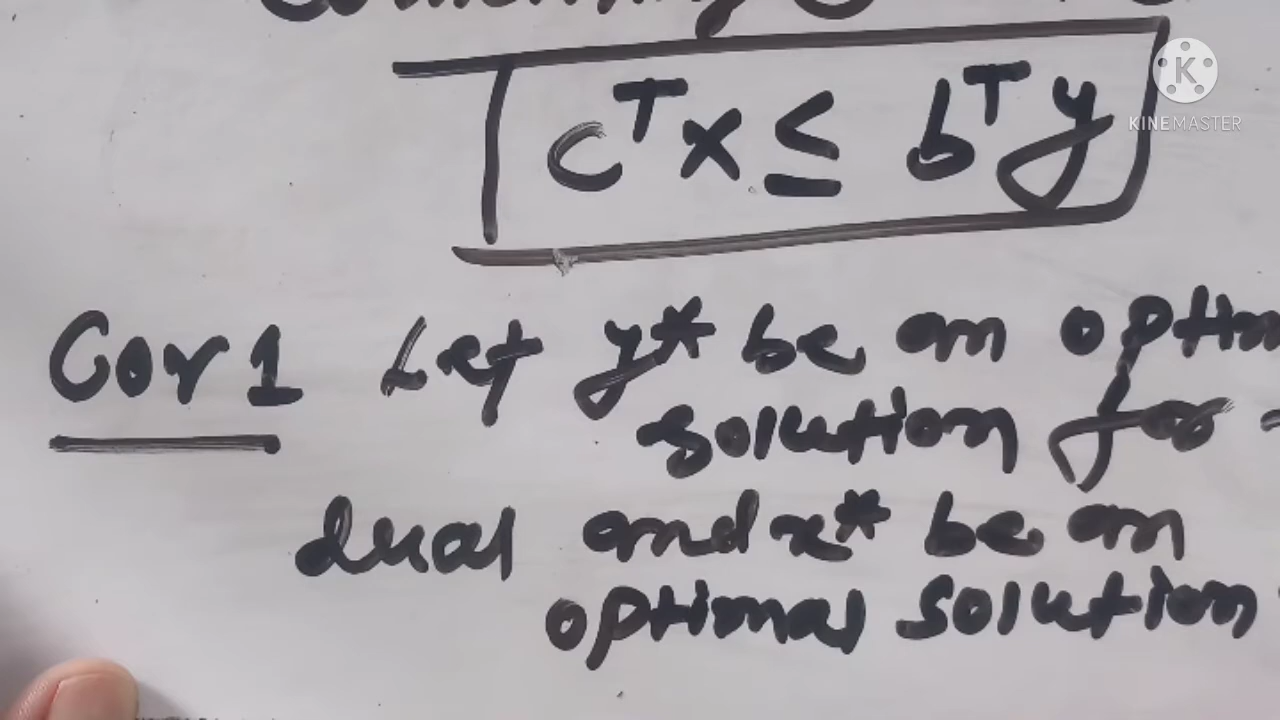 cᵀx ≤ bᵀy
KINEMASTER
Cor 1 Let y* be an optim
solution for
dual and x* be an
optimal solution